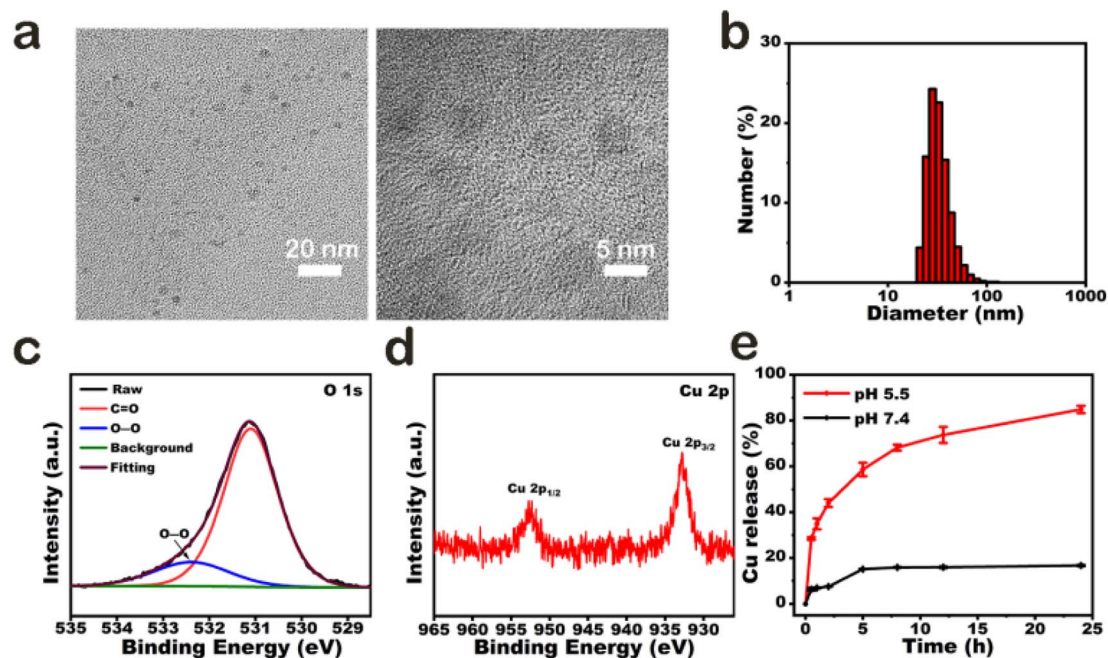 a
20 nm
5 nm
b
30
20
10
0
Number (%)
1
10
100
1000
Diameter (nm)
c
O 1s
Raw
C=O
O–O
Background
Fitting
O–O
Intensity (a.u.)
535
534
533
532
531
530
529
Binding Energy (eV)
d
Cu 2p
Cu 2p3/2
Cu 2p1/2
Intensity (a.u.)
965
960
955
950
945
940
935
930
Binding Energy (eV)
e
100
80
60
40
20
0
Cu release (%)
pH 5.5
pH 7.4
0
5
10
15
20
25
Time (h)